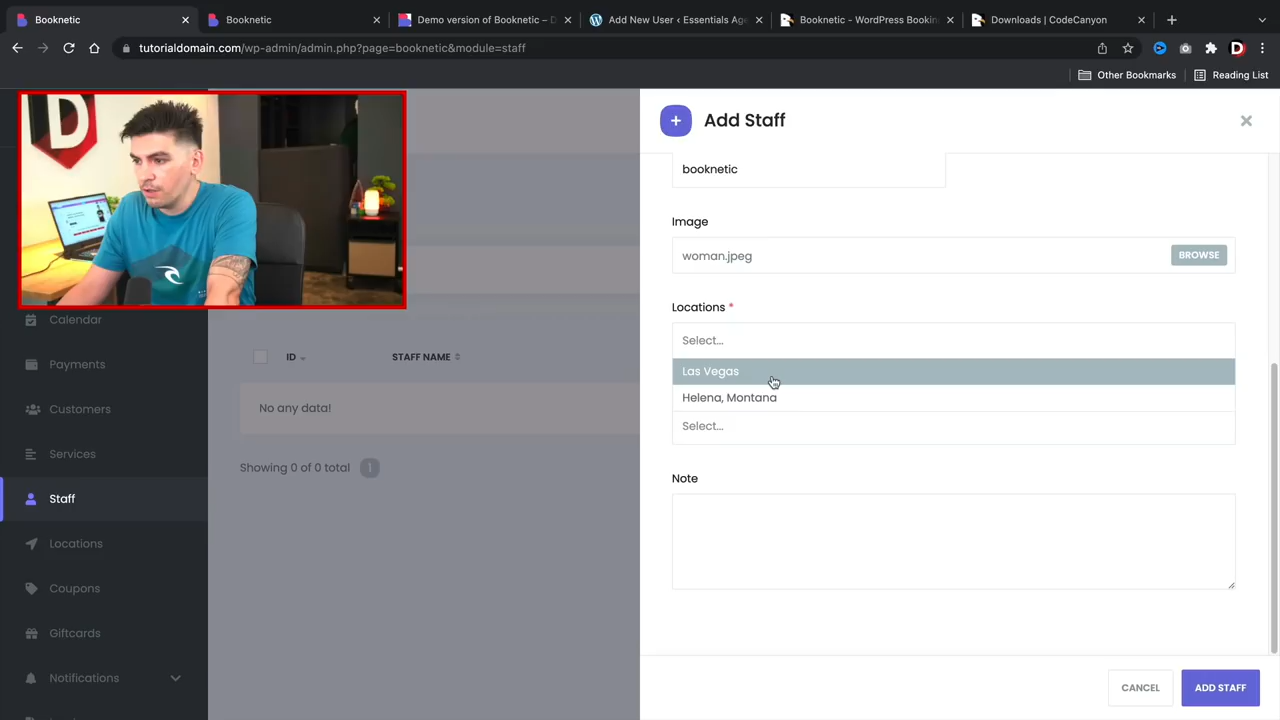 Booknetic
Booknetic
Demo version of Booknetic – D
Add New User ‹ Essentials Age
Booknetic - WordPress Bookin
Downloads | CodeCanyon
tutorialdomain.com/wp-admin/admin.php?page=booknetic&module=staff
Other Bookmarks
Reading List
D
Calendar
Payments
Customers
Services
Staff
Locations
Coupons
Giftcards
Notifications
ID
STAFF NAME
No any data!
Showing 0 of 0 total 1
Add Staff
booknetic
Image
woman.jpeg
BROWSE
Locations *
Select...
Las Vegas
Helena, Montana
Select...
Note
CANCEL
ADD STAFF